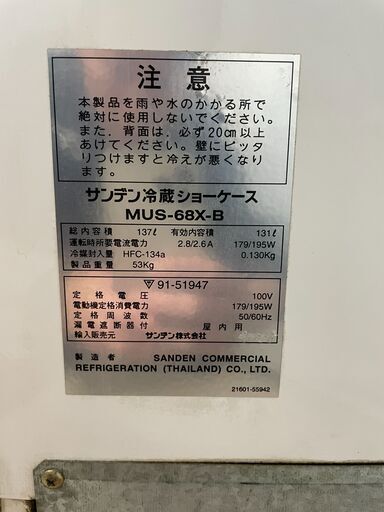 注意
本製品を雨や水のかかる所で
絶対に使用しないでください。
また、背面は、必ず20cm以上
あけてください。壁にピッタ
リつけますと冷えが悪くなり
ます。
サンデン冷蔵ショーケース
MUS-68X-B
総内容積 137ℓ 有効内容積 131ℓ
運転時所要電流電力 2.8/2.6A 179/195W
冷媒封入量 HFC-134a 0.130Kg
製品重量 53Kg
91-51947
定格電圧 100V
電動機定格消費電力 179/195W
定格周波数 50/60Hz
漏電遮断器付 屋内用
輸入販売元 サンデン株式会社
製造者 SANDEN COMMERCIAL
REFRIGERATION (THAILAND) CO., LTD.
21601-55942